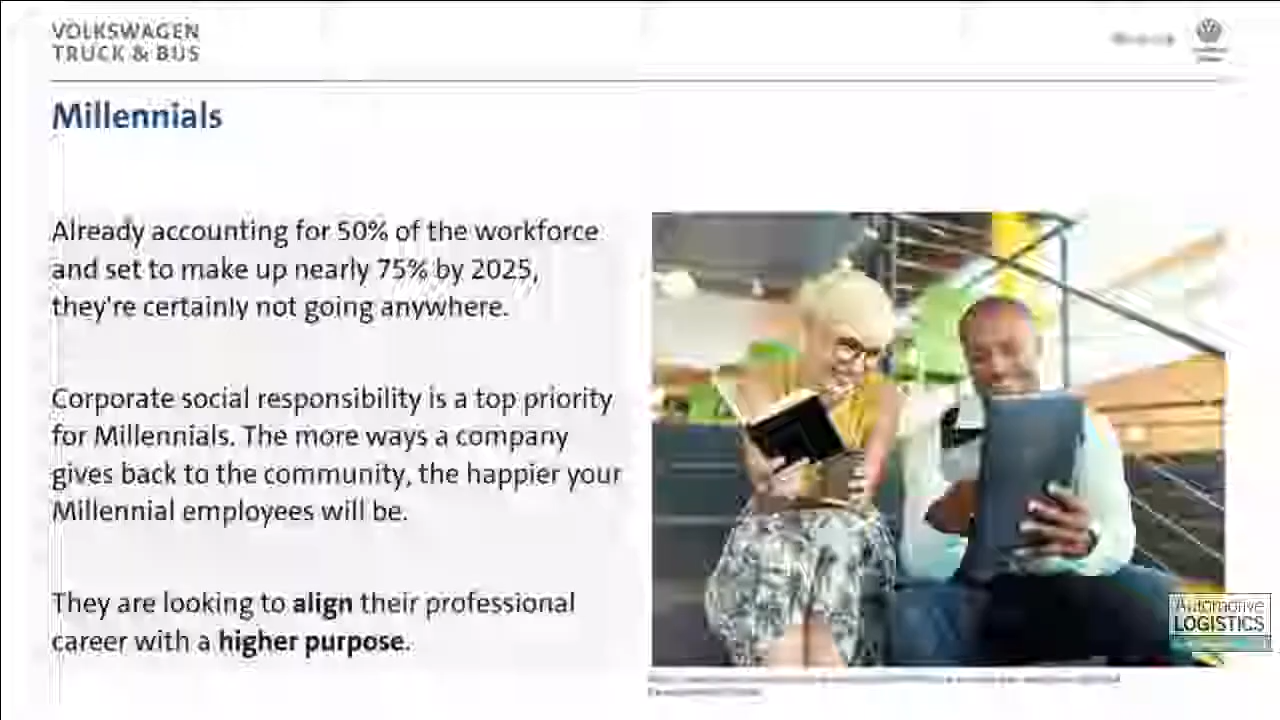 VOLKSWAGEN
TRUCK & BUS
Millennials
Already accounting for 50% of the workforce
and set to make up nearly 75% by 2025,
they're certainly not going anywhere.
Corporate social responsibility is a top priority
for Millennials. The more ways a company
gives back to the community, the happier your
Millennial employees will be.
They are looking to align their professional
career with a higher purpose.
Automotive
LOGISTICS